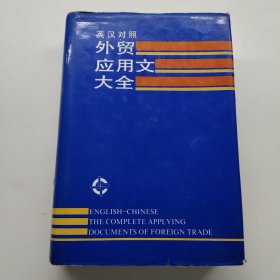 英汉对照
外贸
应用文
大全
ENGLISH-CHINESE
THE COMPLETE APPLYING
DOCUMENTS OF FOREIGN TRADE